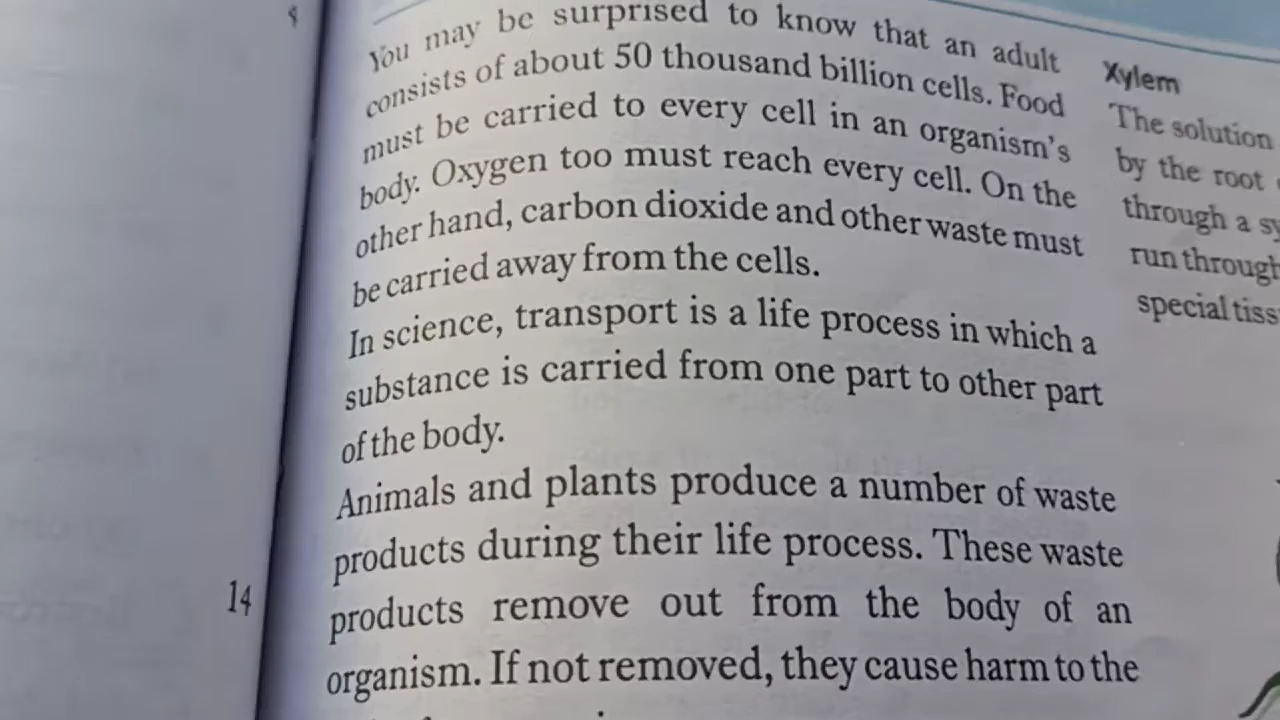 You may be surprised to know that an adult
consists of about 50 thousand billion cells. Food
must be carried to every cell in an organism's
body. Oxygen too must reach every cell. On the
other hand, carbon dioxide and other waste must
be carried away from the cells.
In science, transport is a life process in which a
substance is carried from one part to other part
of the body.
Animals and plants produce a number of waste
products during their life process. These waste
products remove out from the body of an
organism. If not removed, they cause harm to the
14
Xylem
The solution
by the root
through a
run through
special